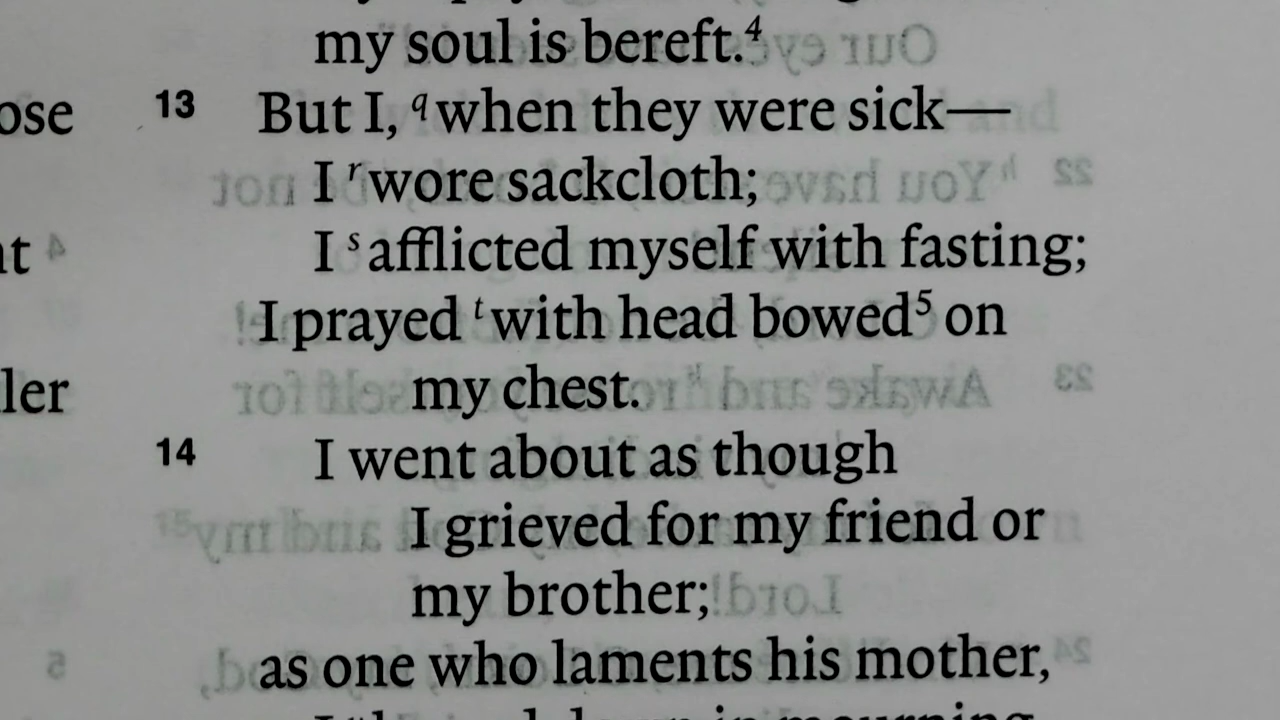 my soul is bereft.4
13 But I, q when they were sick—
I r wore sackcloth;
I s afflicted myself with fasting;
I prayed t with head bowed5 on
my chest.
14 I went about as though
I grieved for my friend or
my brother;
as one who laments his mother,
ose
ler